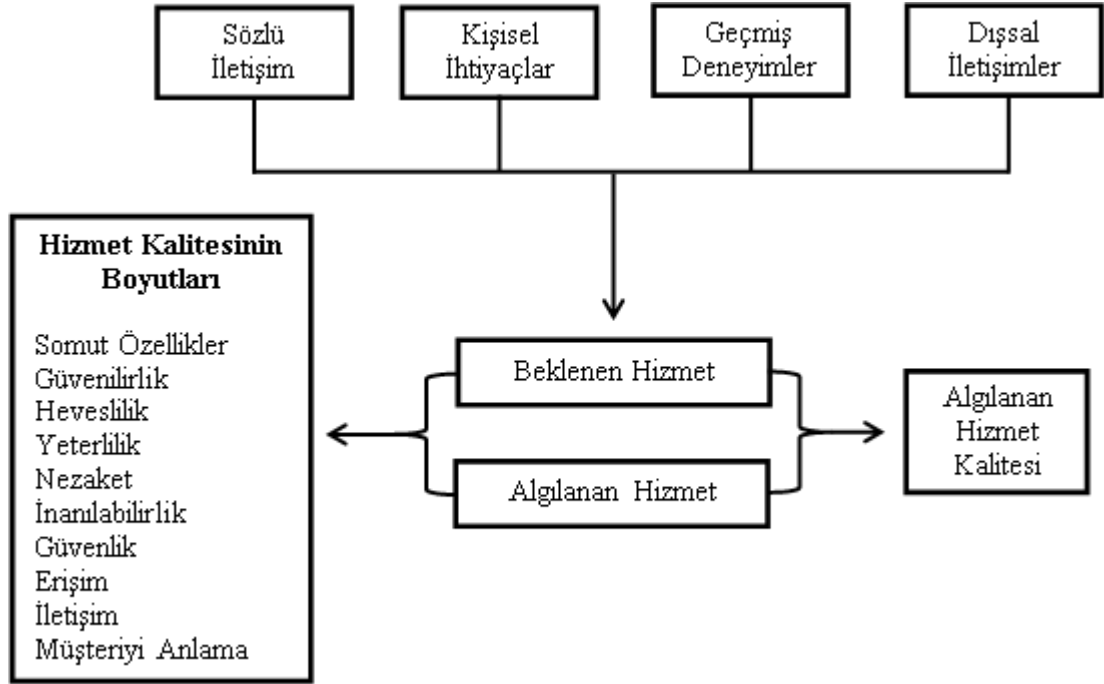 Sözlü
İletişim
Kişisel
İhtiyaçlar
Geçmiş
Deneyimler
Dışsal
İletişimler
Hizmet Kalitesinin
Boyutları
Somut Özellikler
Güvenilirlik
Heveslilik
Yeterlilik
Nezaket
İnanılabilirlik
Güvenlik
Erişim
İletişim
Müşteriyi Anlama
Beklenen Hizmet
Algılanan Hizmet
Algılanan
Hizmet
Kalitesi